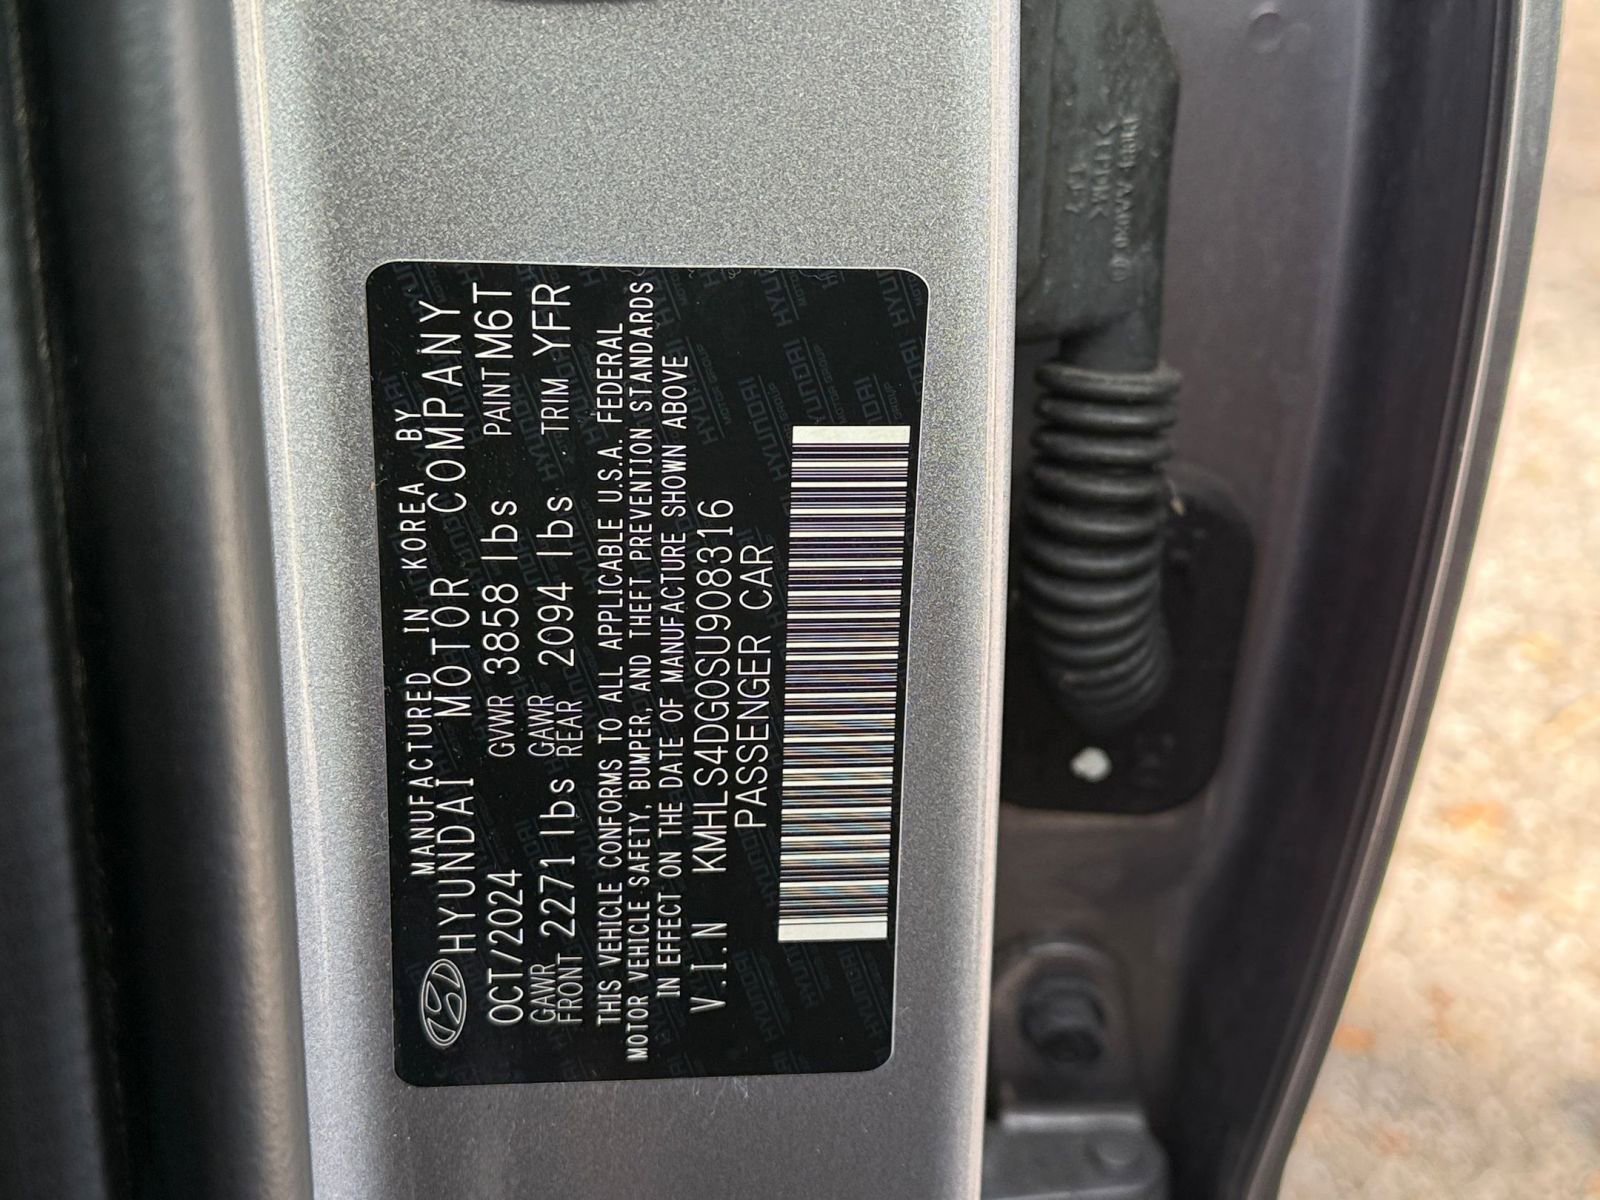 MANUFACTURED IN KOREA BY
HYUNDAI MOTOR COMPANY
OCT/2024 GVWR 3858 lbs PAINT M6T
GAWR FRONT 2271 lbs GAWR REAR 2094 lbs TRIM YFR
THIS VEHICLE CONFORMS TO ALL APPLICABLE U.S.A. FEDERAL
MOTOR VEHICLE SAFETY, BUMPER, AND THEFT PREVENTION STANDARDS
IN EFFECT ON THE DATE OF MANUFACTURE SHOWN ABOVE
V.I.N KMHLS4DG0SU908316
PASSENGER CAR